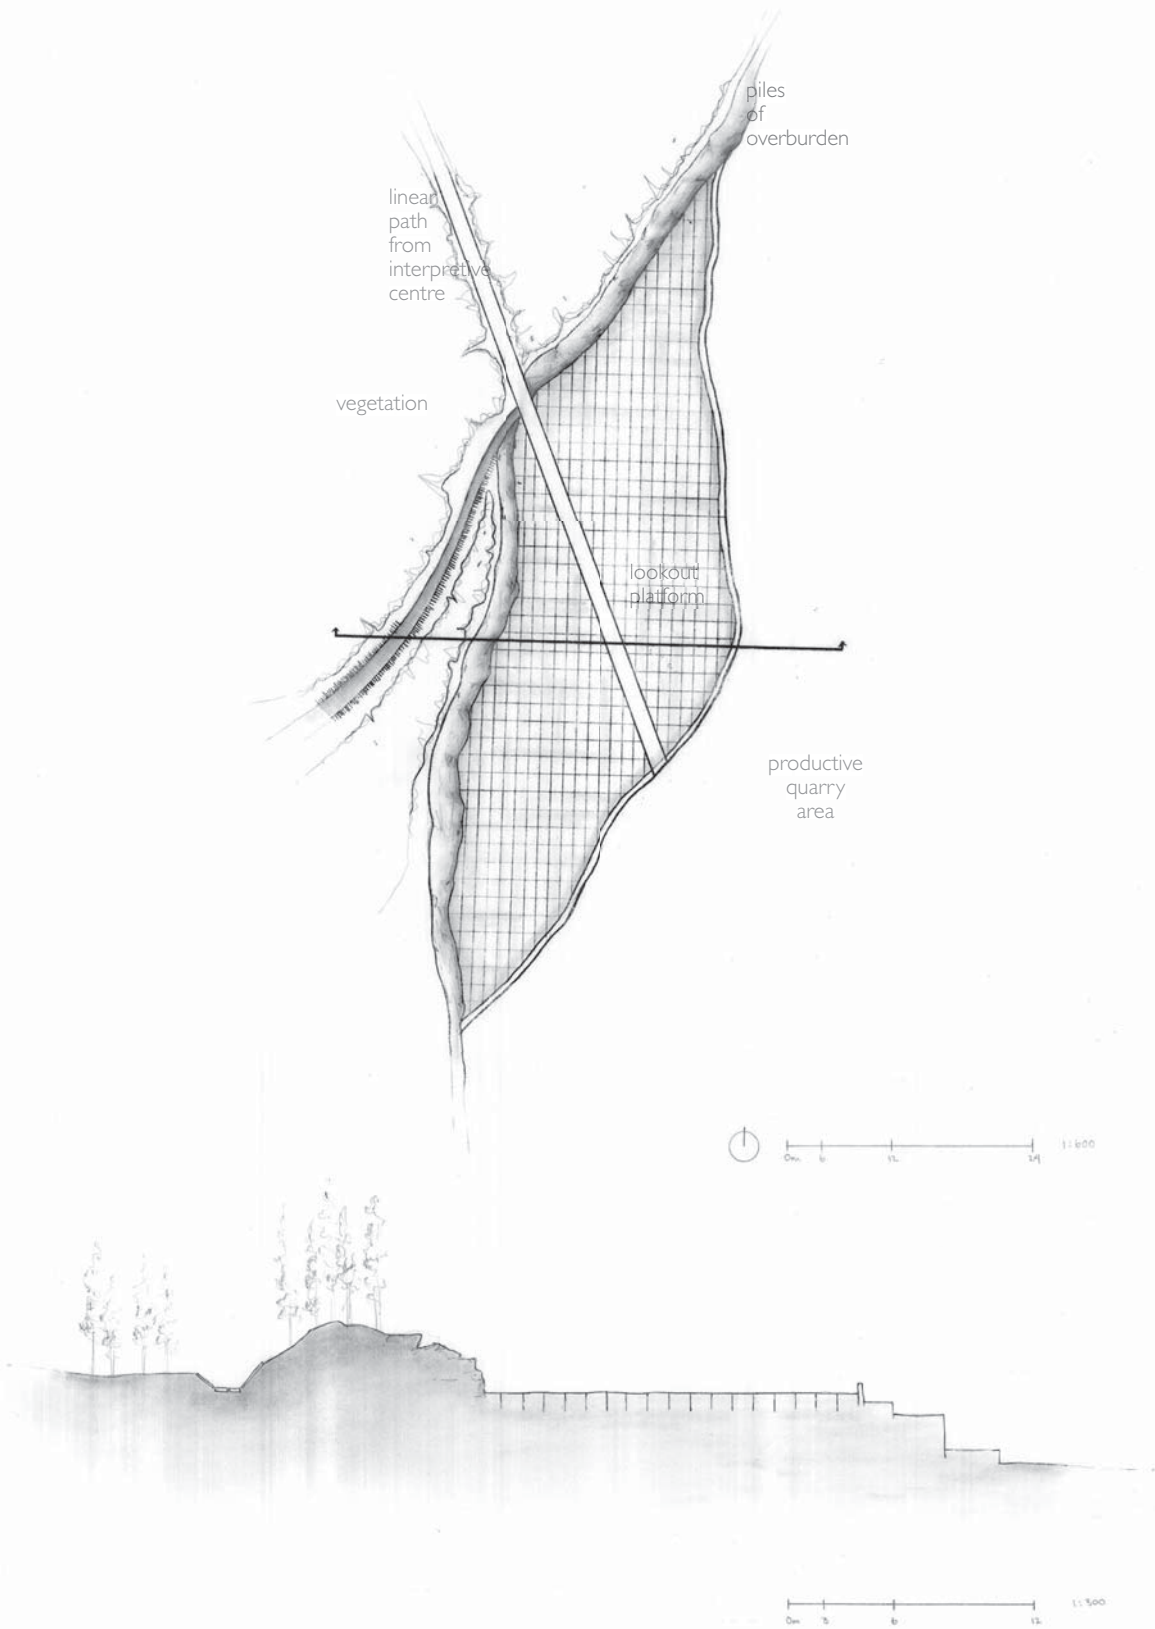 piles
of
overburden
linear
path
from
interpretive
centre
vegetation
lookout
platform
productive
quarry
area
0m 6 12 24 1:600
0m 3 6 12 1:300